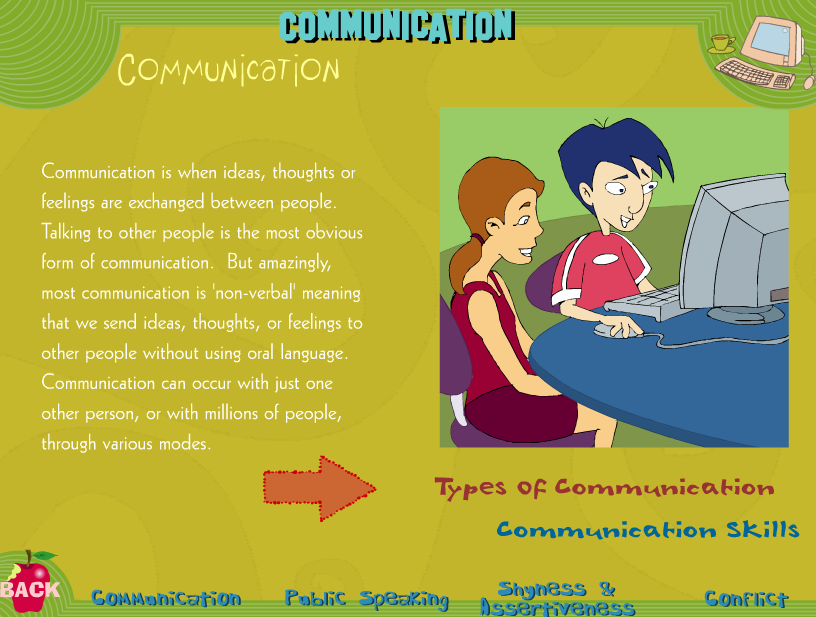 COMMUNICATION
Communication
Communication is when ideas, thoughts or
feelings are exchanged between people.
Talking to other people is the most obvious
form of communication. But amazingly,
most communication is 'non-verbal' meaning
that we send ideas, thoughts, or feelings to
other people without using oral language.
Communication can occur with just one
other person, or with millions of people,
through various modes.
Types of Communication
Communication Skills
BACK
Communication
Public Speaking
Shyness &
Assertiveness
Conflict